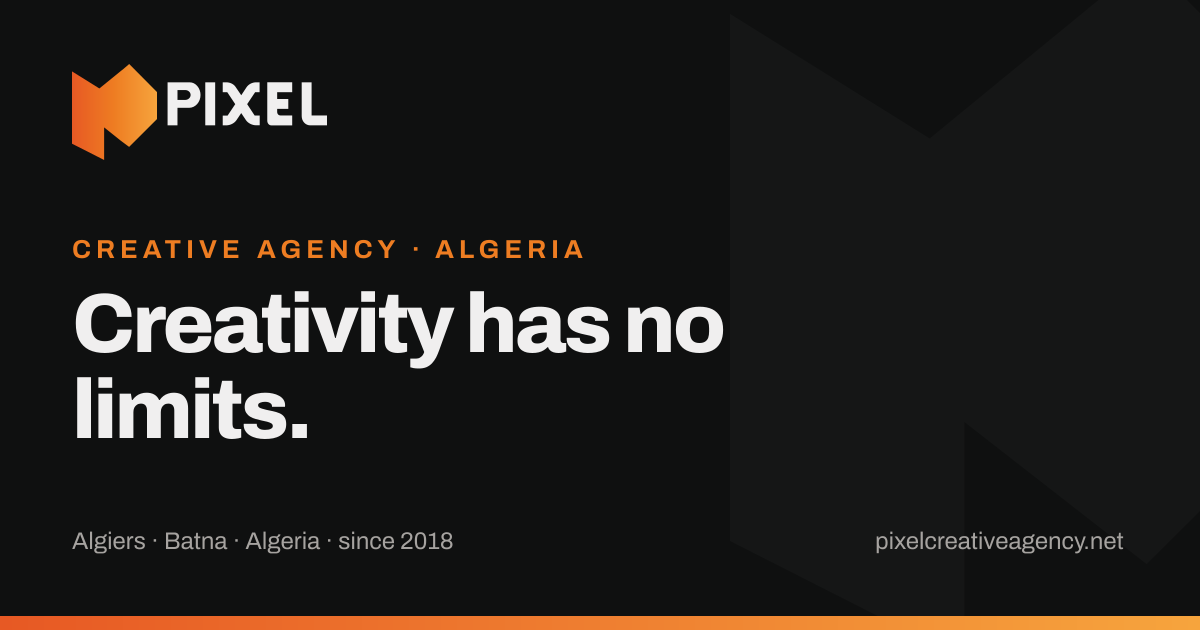 PIXEL
CREATIVE AGENCY · ALGERIA
Creativity has no
limits.
Algiers · Batna · Algeria · since 2018
pixelcreativeagency.net